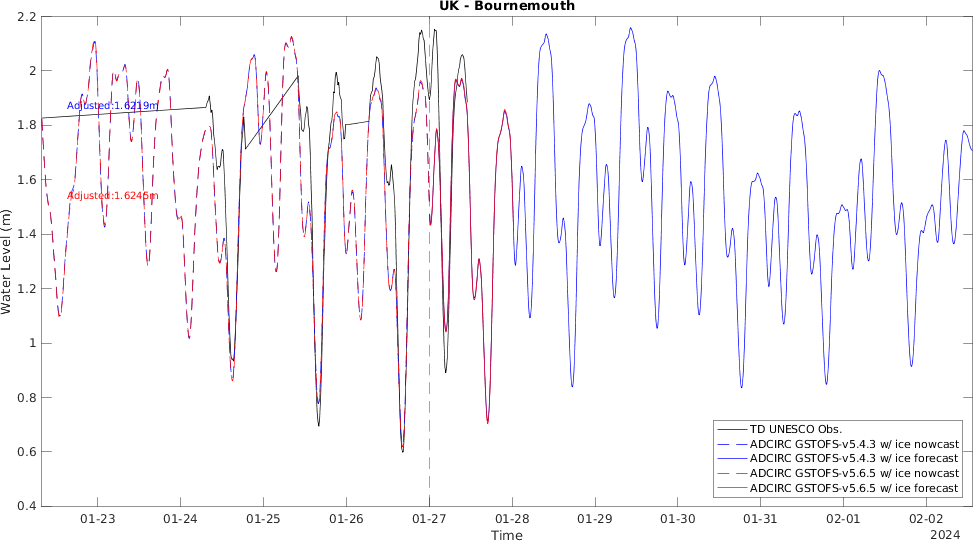 UK - Bournemouth
2.2
2
1.8
1.6
1.4
1.2
1
0.8
0.6
0.4
Water Level (m)
Adjusted:1.6219m
Adjusted:1.6245m
TD UNESCO Obs.
ADCIRC GSTOFS-v5.4.3 w/ ice nowcast
ADCIRC GSTOFS-v5.4.3 w/ ice forecast
ADCIRC GSTOFS-v5.6.5 w/ ice nowcast
ADCIRC GSTOFS-v5.6.5 w/ ice forecast
01-23 01-24 01-25 01-26 01-27 01-28 01-29 01-30 01-31 02-01 02-02
Time
2024